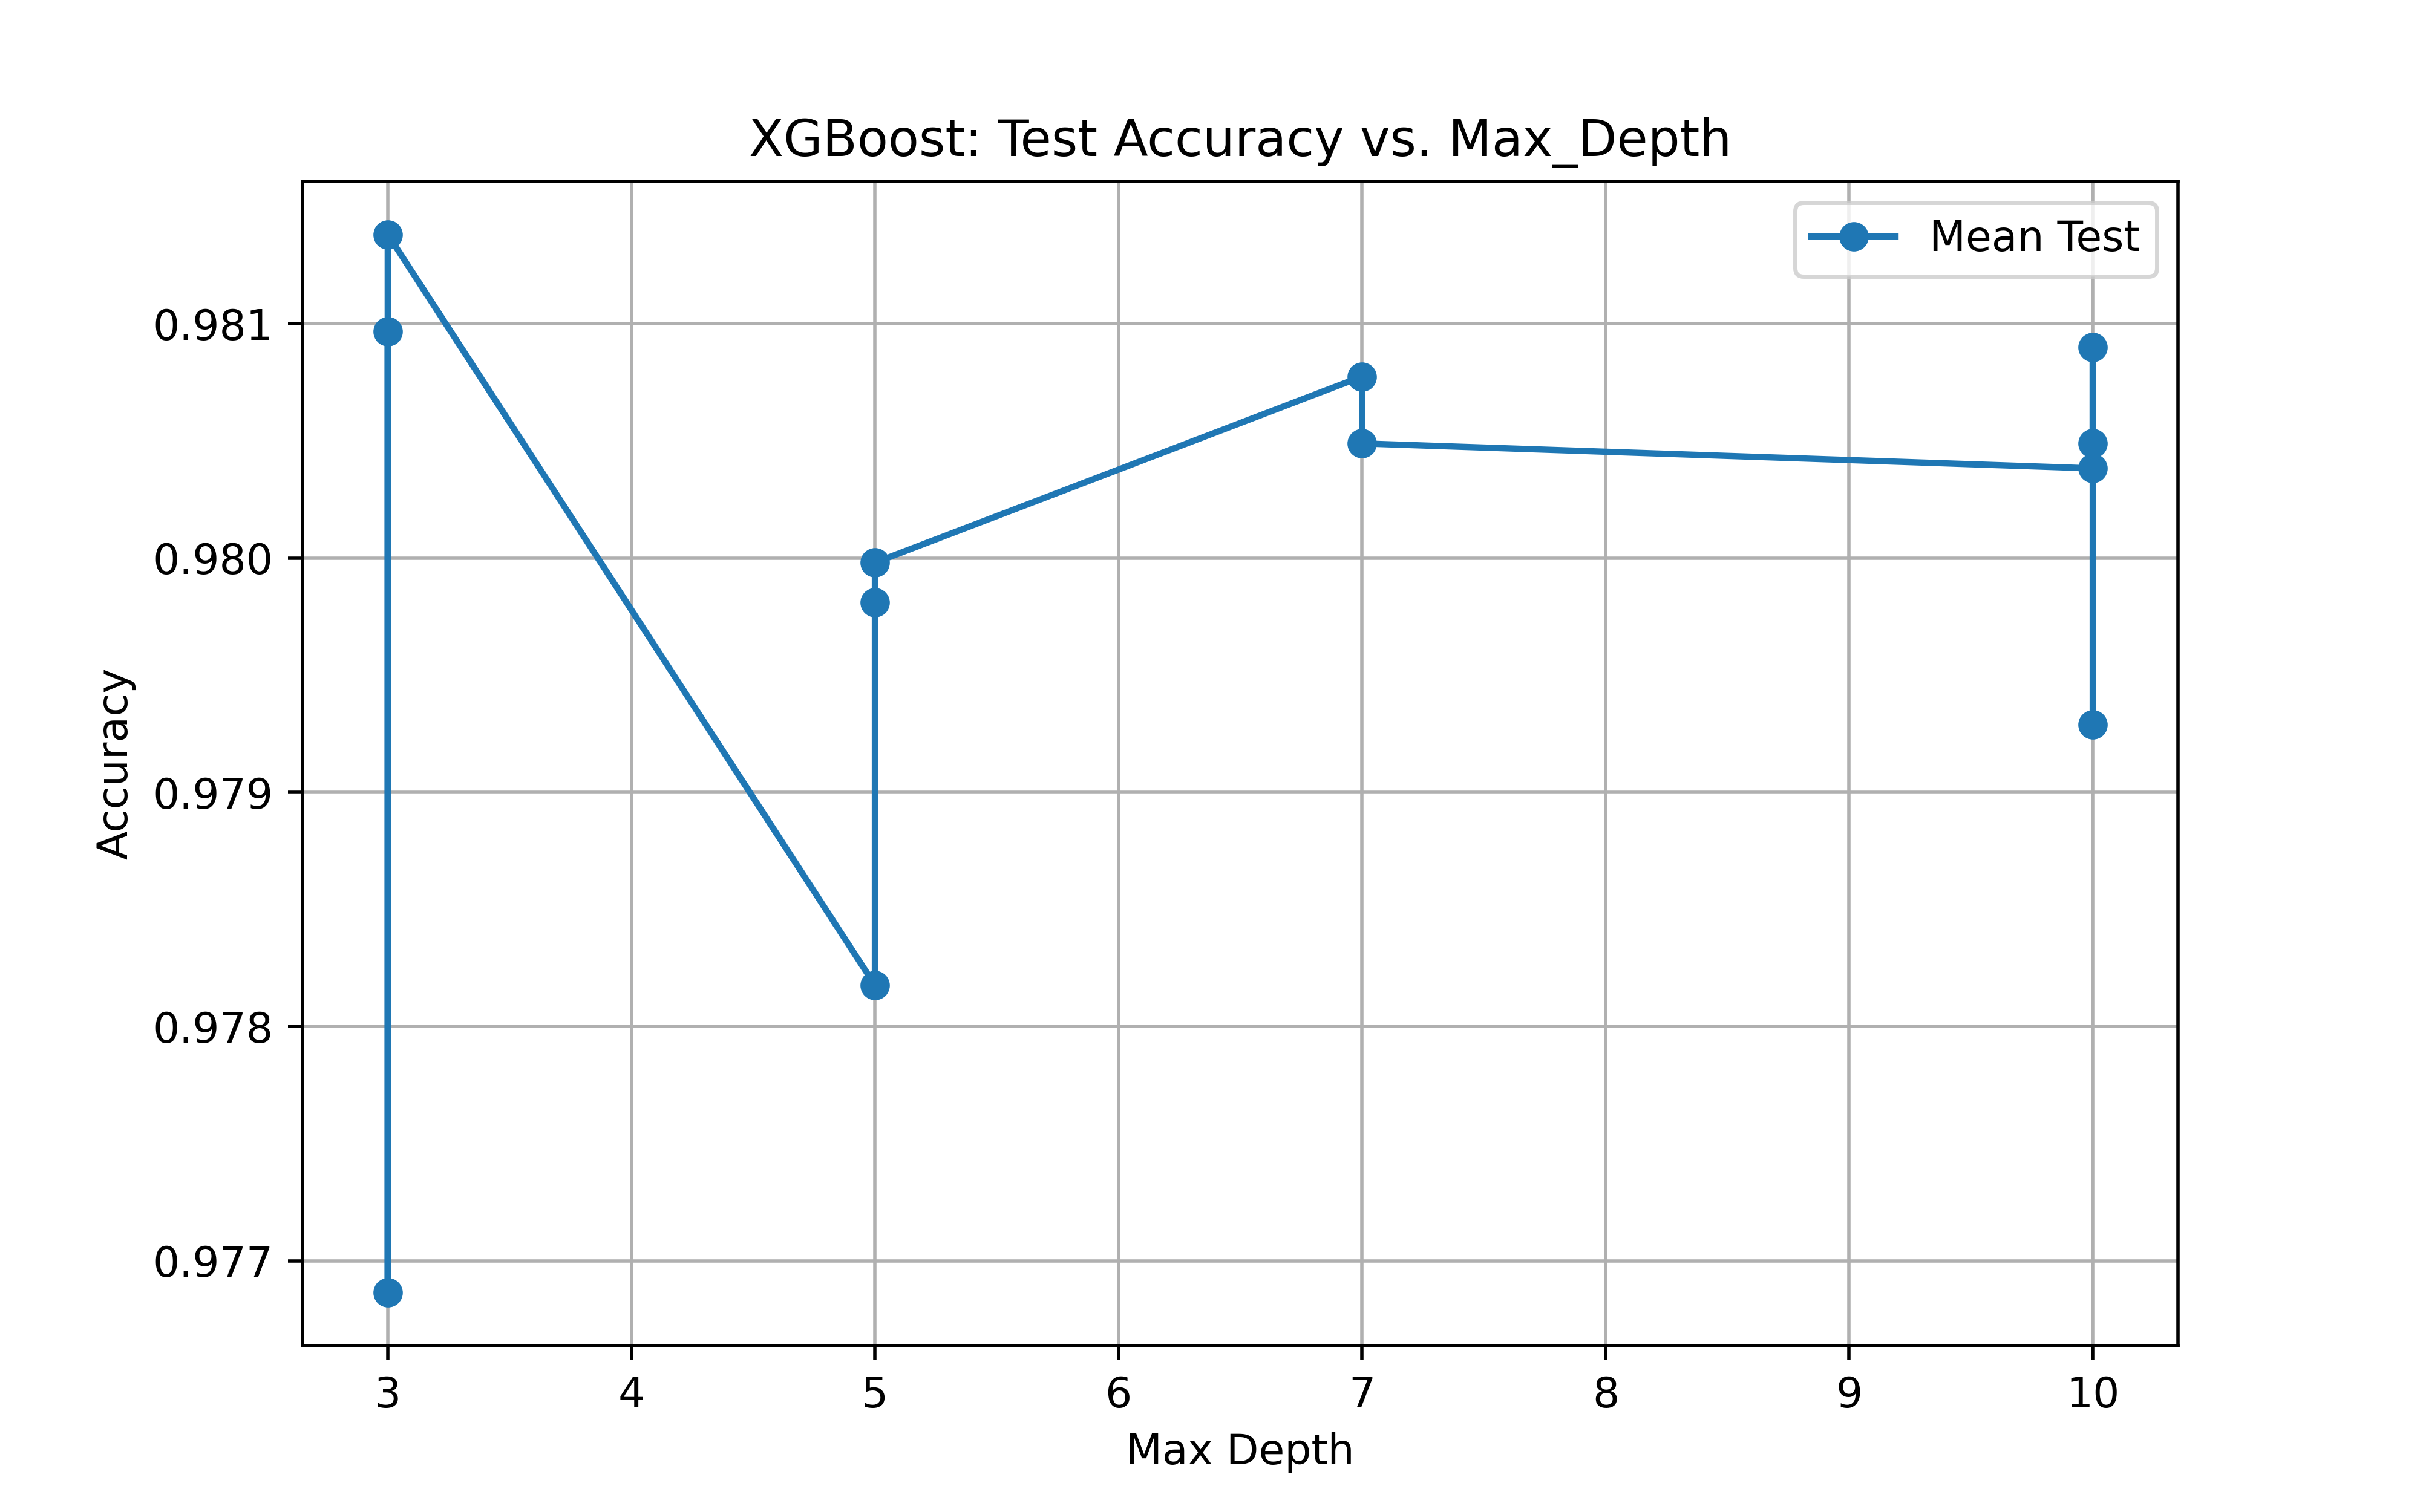 XGBoost: Test Accuracy vs. Max_Depth
Mean Test
Accuracy
0.981
0.980
0.979
0.978
0.977
3 4 5 6 7 8 9 10
Max Depth